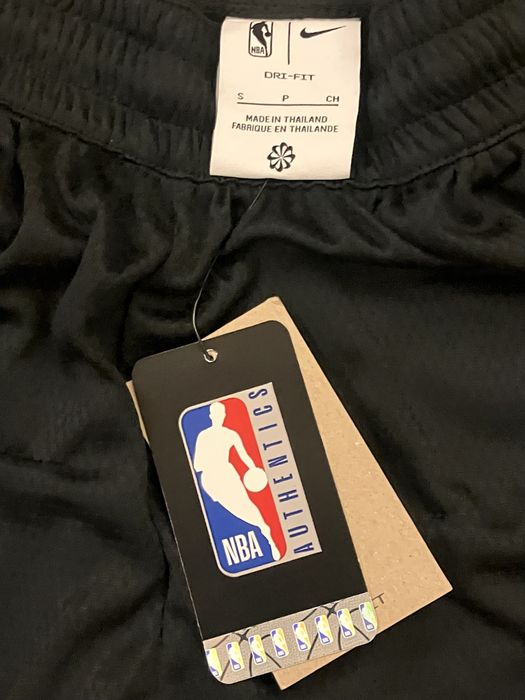 NBA
DRI-FIT
S P CH
MADE IN THAILAND
FABRIQUE EN THAILANDE
NBA
AUTHENTICS